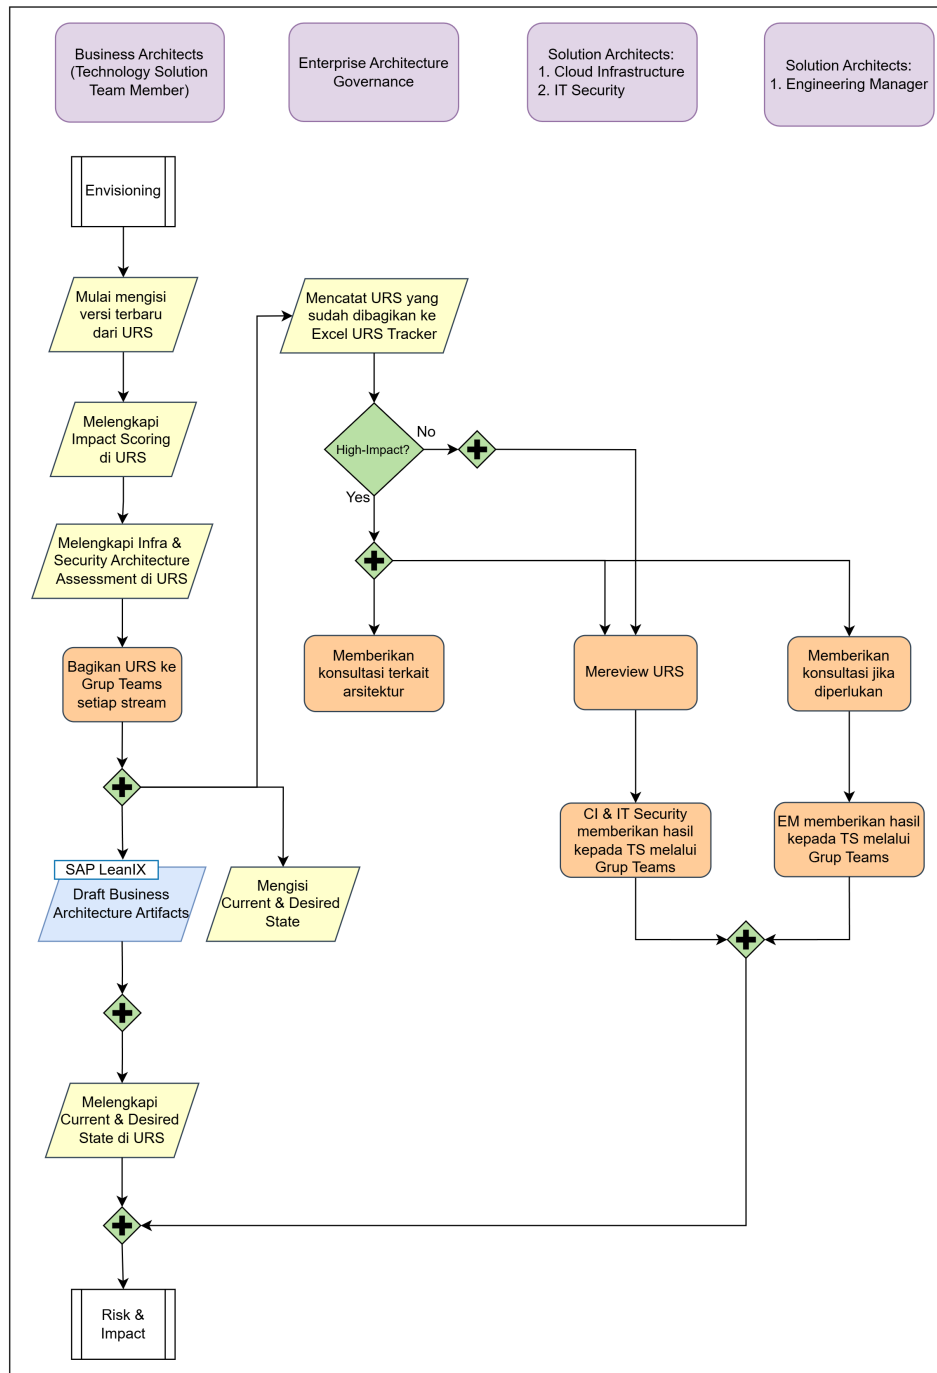 Business Architects
(Technology Solution
Team Member)
Enterprise Architecture
Governance
Solution Architects:
1. Cloud Infrastructure
2. IT Security
Solution Architects:
1. Engineering Manager
Envisioning
Mulai mengisi
versi terbaru
dari URS
Mencatat URS yang
sudah dibagikan ke
Excel URS Tracker
Melengkapi
Impact Scoring
di URS
High-Impact?
No
Yes
Melengkapi Infra &
Security Architecture
Assessment di URS
Bagikan URS ke
Grup Teams
setiap stream
Memberikan
konsultasi terkait
arsitektur
Mereview URS
Memberikan
konsultasi jika
diperlukan
CI & IT Security
memberikan hasil
kepada TS melalui
Grup Teams
EM memberikan hasil
kepada TS melalui
Grup Teams
SAP LeanIX
Draft Business
Architecture Artifacts
Mengisi
Current & Desired
State
Melengkapi
Current & Desired
State di URS
Risk &
Impact